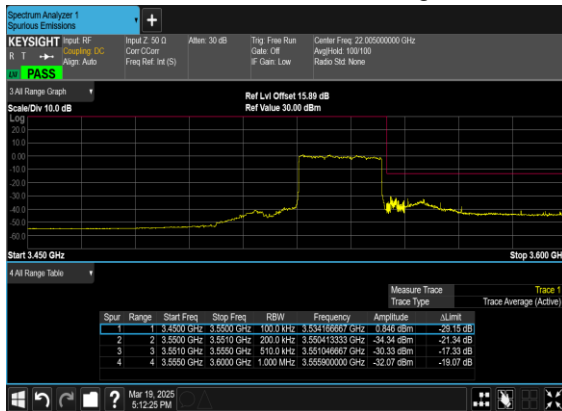 Spectrum Analyzer 1
Spurious Emissions
+
KEYSIGHT Input: RF Input Z: 50 Ω Atten: 30 dB Trig: Free Run Center Freq: 22.005000000 GHz
R T Coupling: DC Corr CCorr Gate: Off Avg|Hold: 100/100
Align: Auto Freq Ref: Int (S) IF Gain: Low Radio Std: None
PASS
3 All Range Graph
Ref Lvl Offset 15.89 dB
Scale/Div 10.0 dB Ref Value 30.00 dBm
Log
20.0
10.0
0.00
-10.0
-20.0
-30.0
-40.0
-50.0
-60.0
Start 3.450 GHz Stop 3.600 GH
4 All Range Table
Measure Trace Trace 1
Trace Type Trace Average (Active)
Spur Range Start Freq Stop Freq RBW Frequency Amplitude ΔLimit
1 1 3.4500 GHz 3.5500 GHz 100.0 kHz 3.534166667 GHz 0.846 dBm -29.15 dB
2 2 3.5500 GHz 3.5510 GHz 200.0 kHz 3.550413333 GHz -34.34 dBm -21.34 dB
3 3 3.5510 GHz 3.5550 GHz 510.0 kHz 3.551046667 GHz -30.33 dBm -17.33 dB
4 4 3.5550 GHz 3.6000 GHz 1.000 MHz 3.555900000 GHz -32.07 dBm -19.07 dB
?
Mar 19, 2025
5:12:25 PM